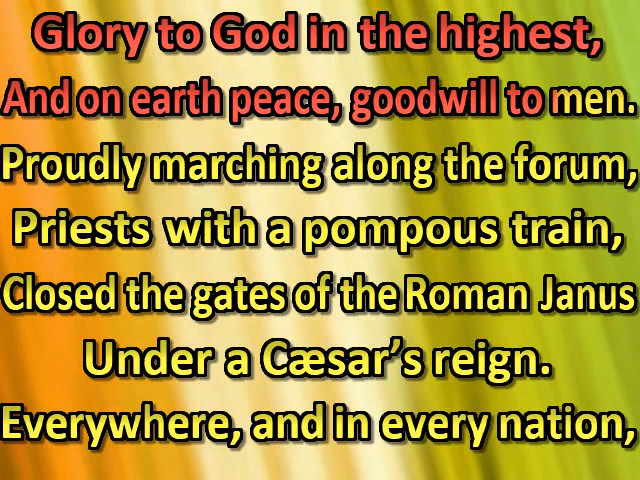 Glory to God in the highest,
And on earth peace, goodwill to men.
Proudly marching along the forum,
Priests with a pompous train,
Closed the gates of the Roman Janus
Under a Cæsar’s reign.
Everywhere, and in every nation,